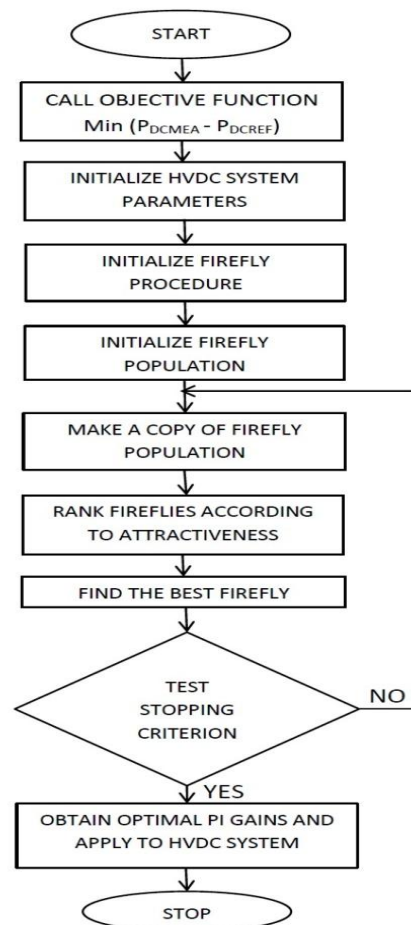 START
CALL OBJECTIVE FUNCTION
Min (PDCMEA - PDCREF)
INITIALIZE HVDC SYSTEM
PARAMETERS
INITIALIZE FIREFLY
PROCEDURE
INITIALIZE FIREFLY
POPULATION
MAKE A COPY OF FIREFLY
POPULATION
RANK FIREFLIES ACCORDING
TO ATTRACTIVENESS
FIND THE BEST FIREFLY
TEST
STOPPING
CRITERION
NO
YES
OBTAIN OPTIMAL PI GAINS AND
APPLY TO HVDC SYSTEM
STOP